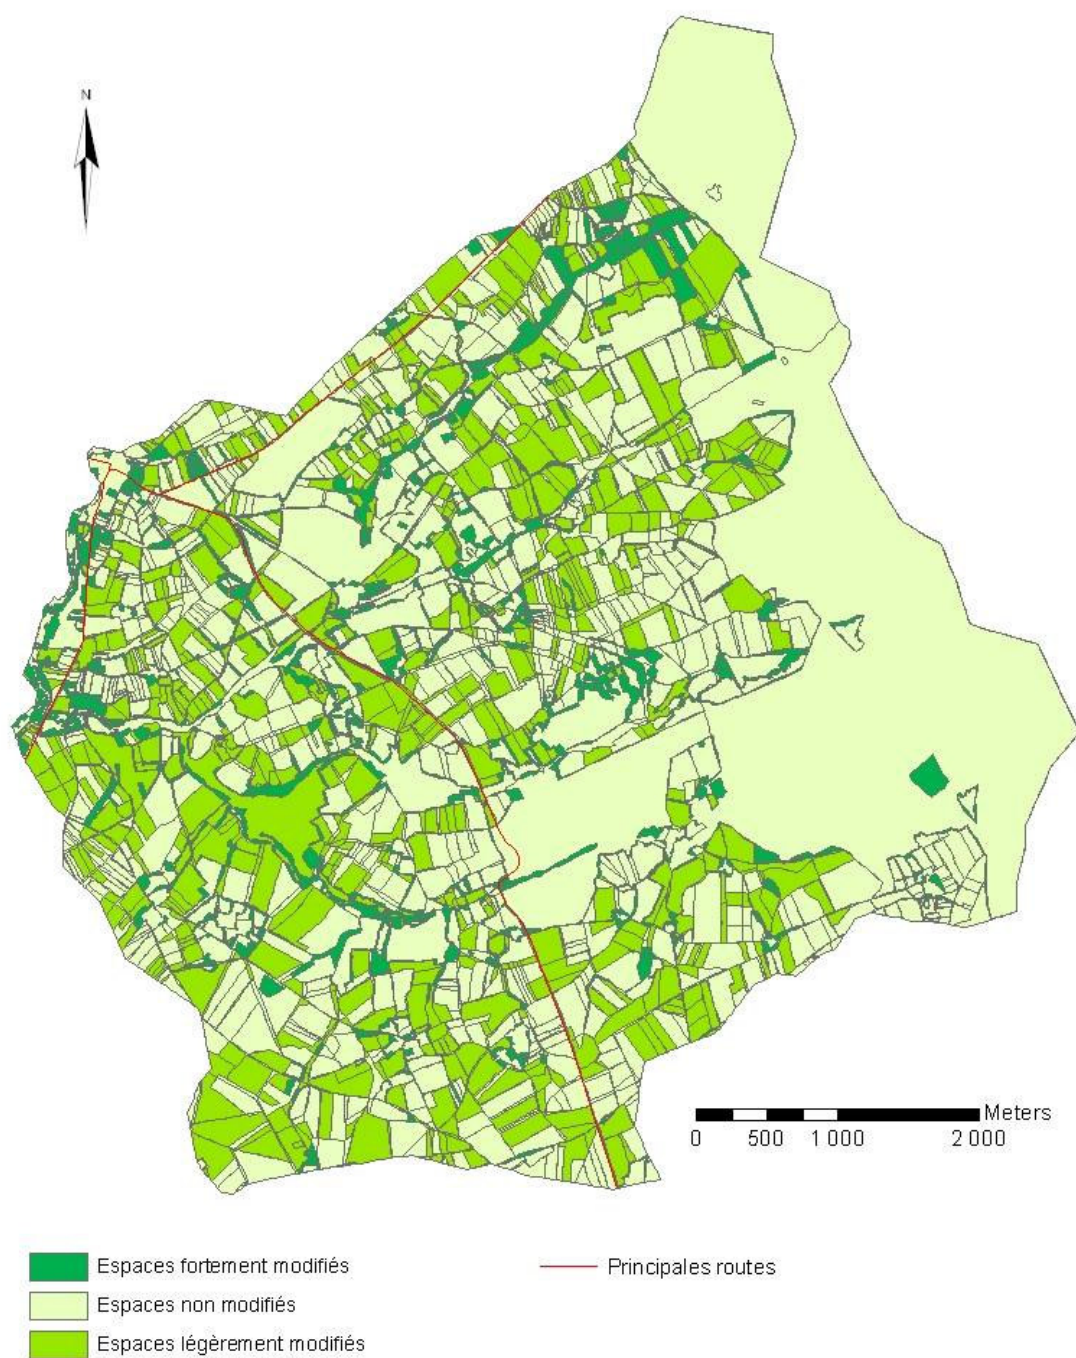 N
Meters
0 500 1 000 2 000
Espaces fortement modifiés
Principales routes
Espaces non modifiés
Espaces légèrement modifiés